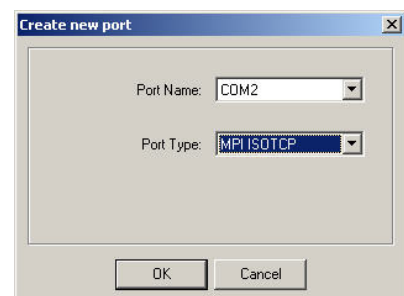 Create new port
Port Name: COM2
Port Type: MPI ISOTCP
OK Cancel